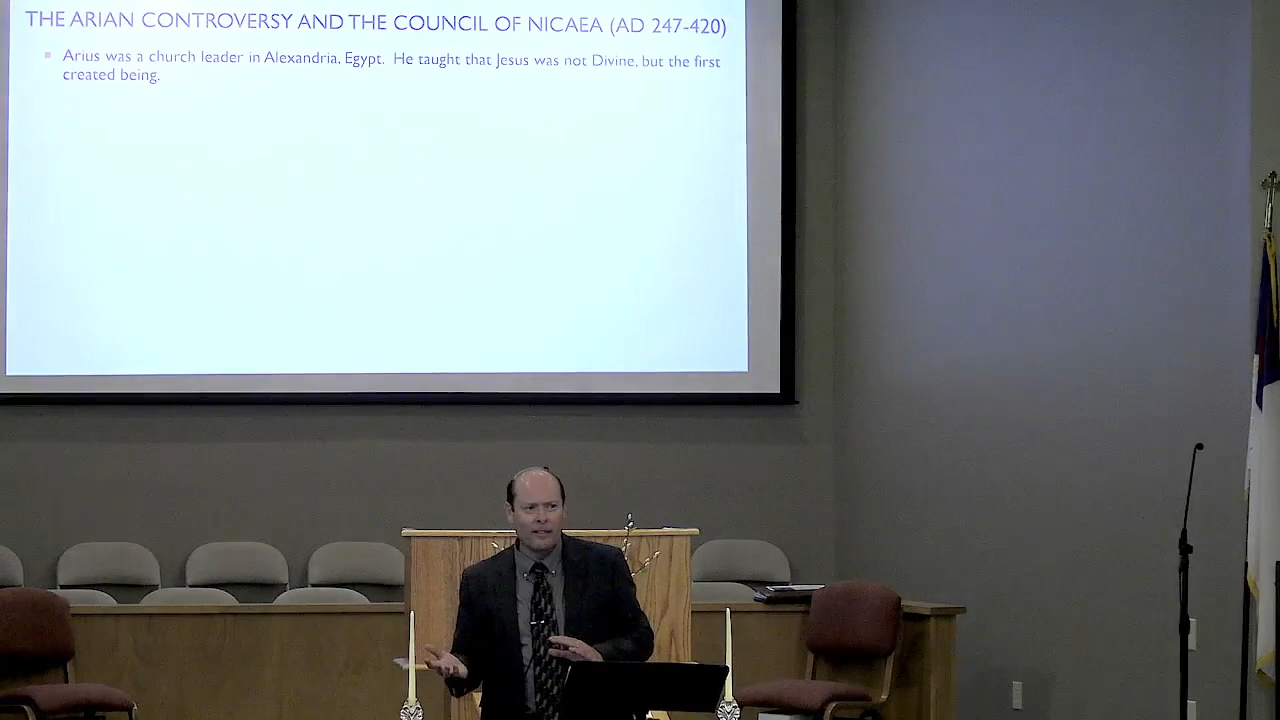 THE ARIAN CONTROVERSY AND THE COUNCIL OF NICAEA (AD 247-420)
Arius was a church leader in Alexandria, Egypt. He taught that Jesus was not Divine, but the first
created being.